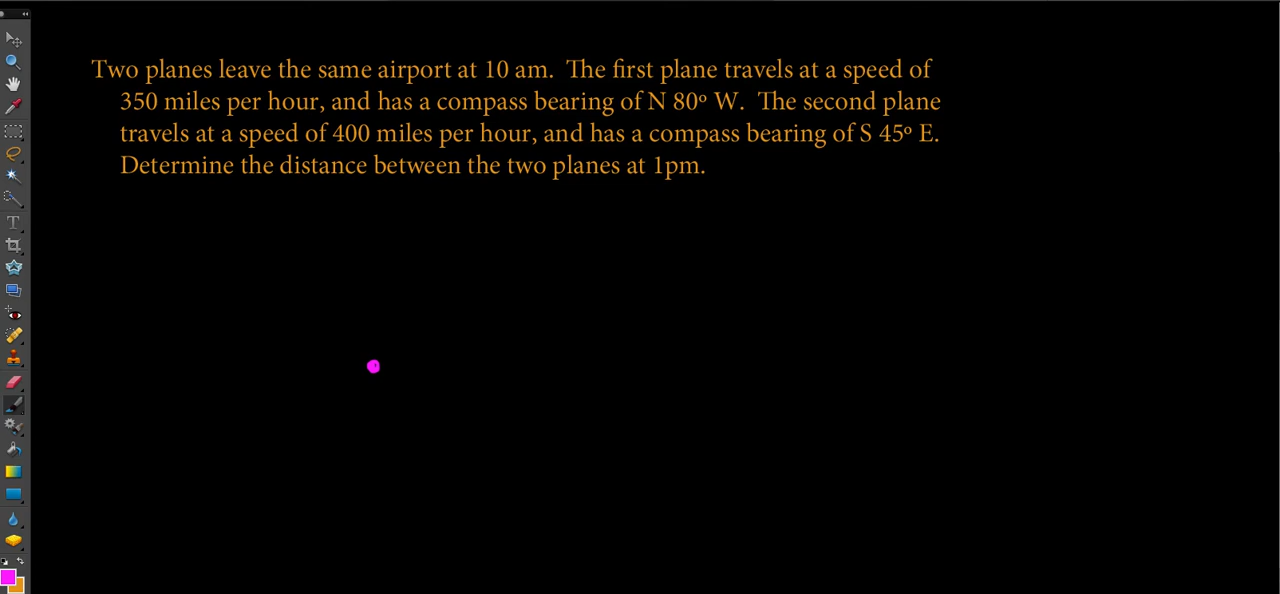 Two planes leave the same airport at 10 am. The first plane travels at a speed of
350 miles per hour, and has a compass bearing of N 80º W. The second plane
travels at a speed of 400 miles per hour, and has a compass bearing of S 45º E.
Determine the distance between the two planes at 1pm.